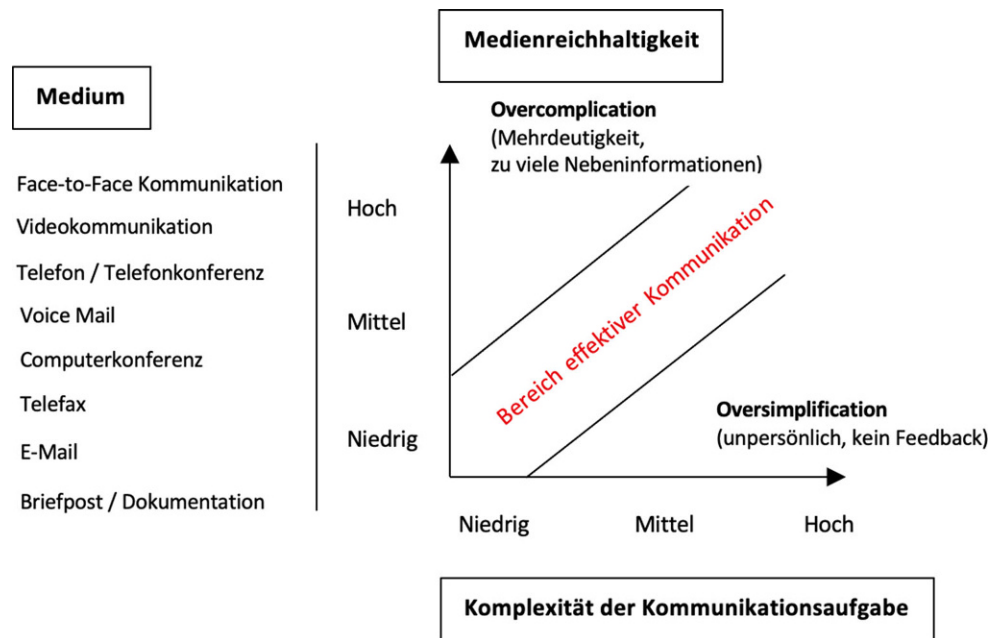 Medienreichhaltigkeit
Medium
Overcomplication
(Mehrdeutigkeit,
zu viele Nebeninformationen)
Face-to-Face Kommunikation
Videokommunikation
Telefon / Telefonkonferenz
Voice Mail
Computerkonferenz
Telefax
E-Mail
Briefpost / Dokumentation
Hoch
Mittel
Niedrig
Bereich effektiver Kommunikation
Oversimplification
(unpersönlich, kein Feedback)
Niedrig
Mittel
Hoch
Komplexität der Kommunikationsaufgabe